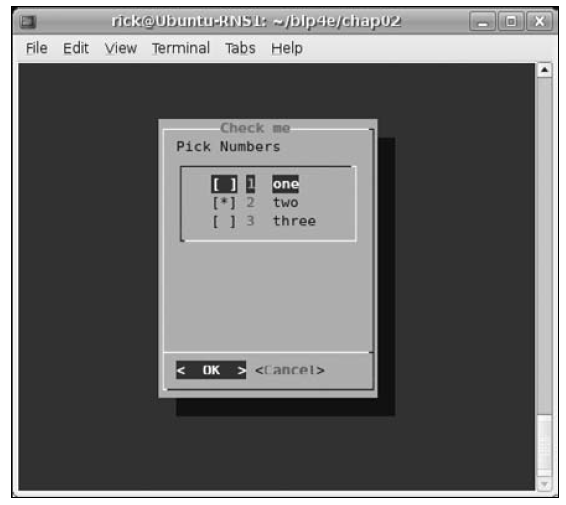 rick@Ubuntu-RN51: ~/blp4e/chap02
File Edit View Terminal Tabs Help
Check me
Pick Numbers
[ ] 1 one
[*] 2 two
[ ] 3 three
< OK > <Cancel>